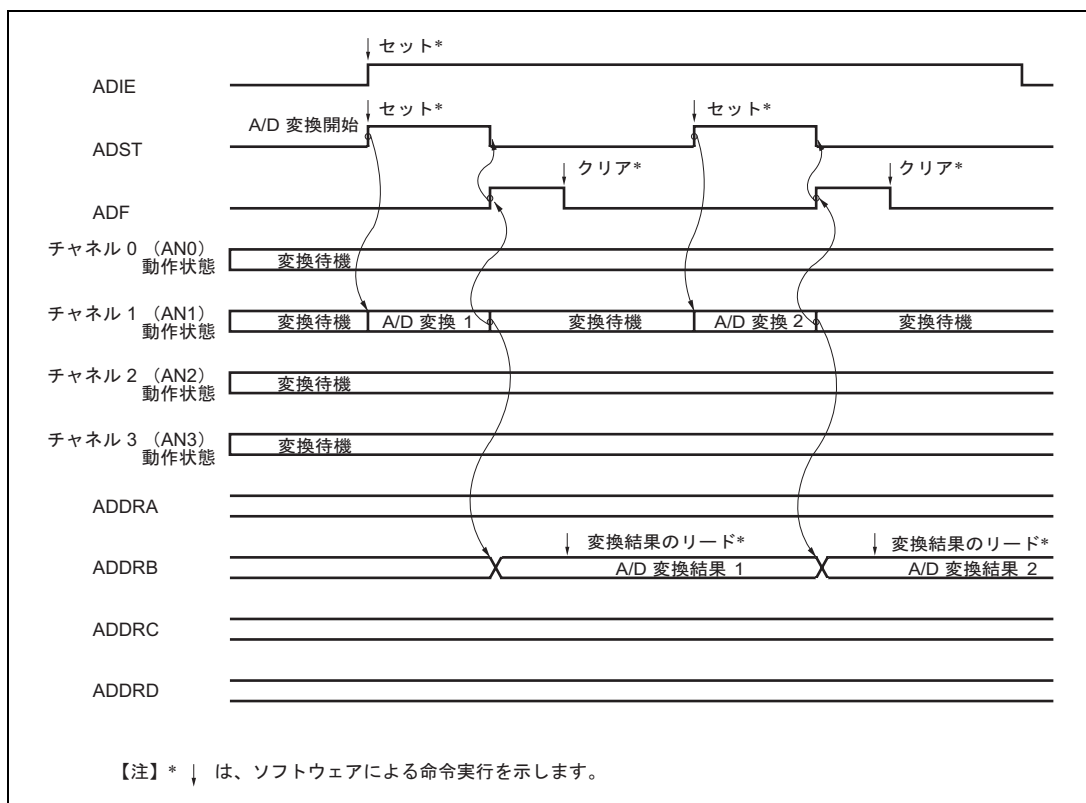 セット*
ADIE
セット*
セット*
A/D 変換開始
ADST
クリア*
クリア*
ADF
チャネル 0 （AN0）
動作状態
変換待機
チャネル 1 （AN1）
動作状態
変換待機
A/D 変換 1
変換待機
A/D 変換 2
変換待機
チャネル 2 （AN2）
動作状態
変換待機
チャネル 3 （AN3）
動作状態
変換待機
ADDRA
変換結果のリード*
変換結果のリード*
ADDRB
A/D 変換結果 1
A/D 変換結果 2
ADDRC
ADDRD
【注】* ↓ は、ソフトウェアによる命令実行を示します。